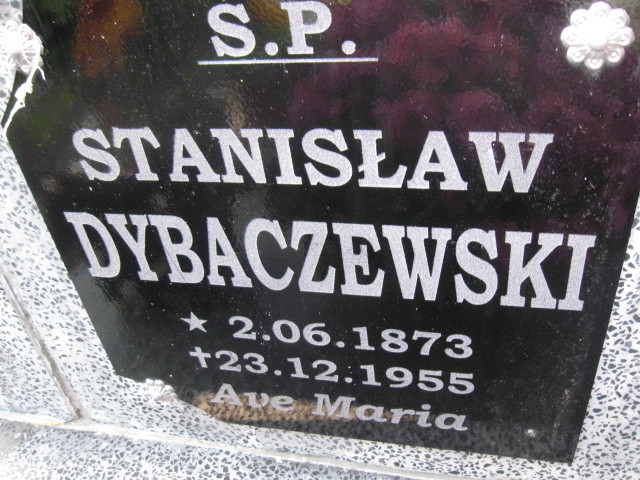 S.P.
STANISŁAW
DYBACZEWSKI
★ 2.06.1873
✝23.12.1955
Ave Maria